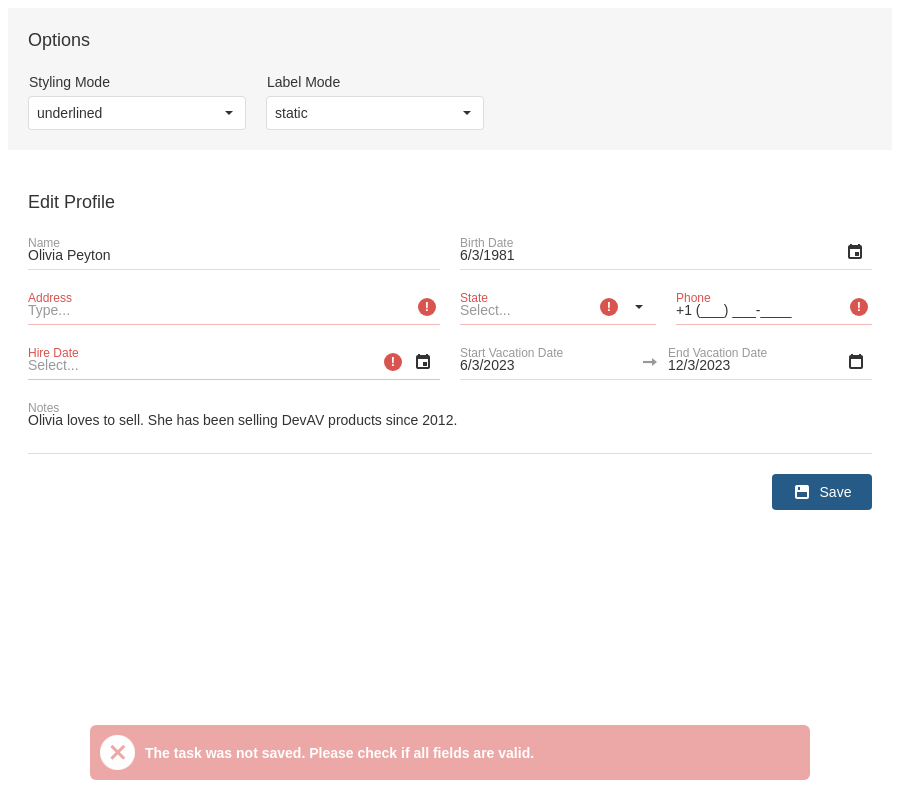 Options
Styling Mode Label Mode
underlined static
Edit Profile
Name Birth Date
Olivia Peyton 6/3/1981
Address State Phone
Type... ! Select... ! +1 (___) ___-____ !
Hire Date Start Vacation Date End Vacation Date
Select... ! 6/3/2023 12/3/2023
Notes
Olivia loves to sell. She has been selling DevAV products since 2012.
Save
The task was not saved. Please check if all fields are valid.